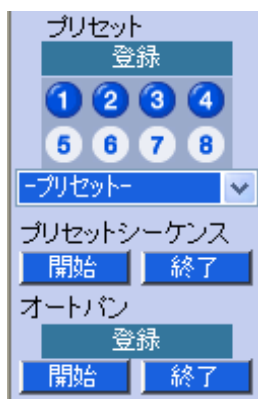 プリセット
登録
1 2 3 4
5 6 7 8
-プリセット-
プリセットシーケンス
開始 終了
オートパン
登録
開始 終了